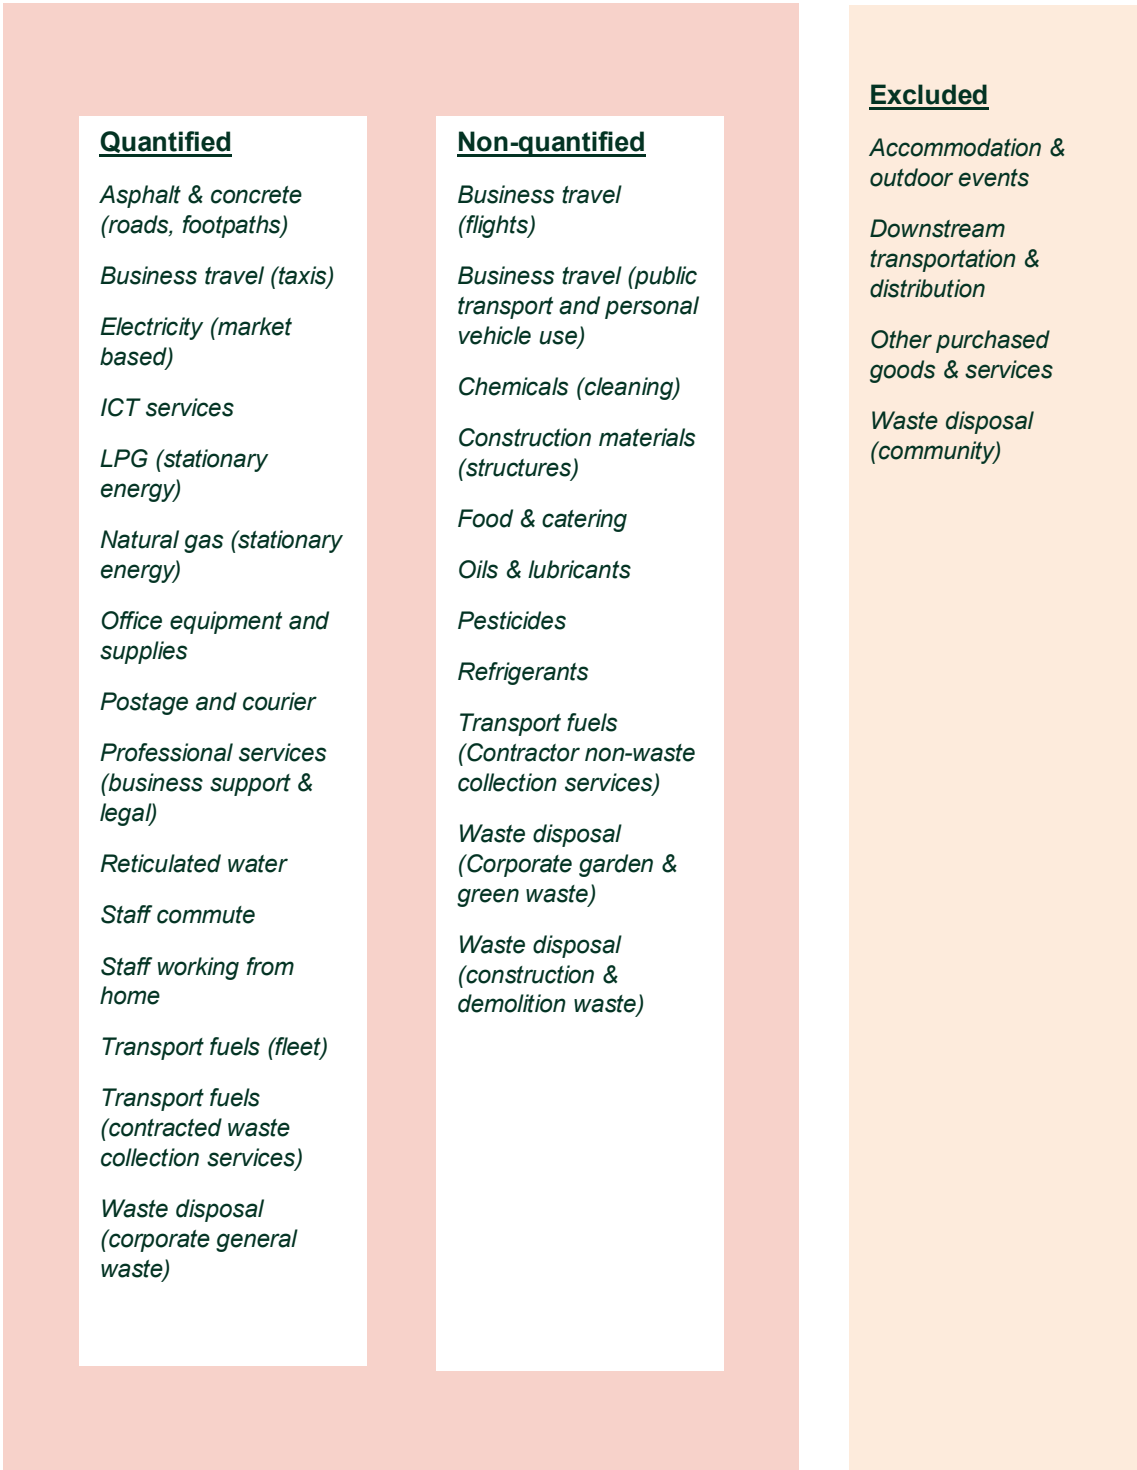 Quantified
Asphalt & concrete
(roads, footpaths)
Business travel (taxis)
Electricity (market
based)
ICT services
LPG (stationary
energy)
Natural gas (stationary
energy)
Office equipment and
supplies
Postage and courier
Professional services
(business support &
legal)
Reticulated water
Staff commute
Staff working from
home
Transport fuels (fleet)
Transport fuels
(contracted waste
collection services)
Waste disposal
(corporate general
waste)
Non-quantified
Business travel
(flights)
Business travel (public
transport and personal
vehicle use)
Chemicals (cleaning)
Construction materials
(structures)
Food & catering
Oils & lubricants
Pesticides
Refrigerants
Transport fuels
(Contractor non-waste
collection services)
Waste disposal
(Corporate garden &
green waste)
Waste disposal
(construction &
demolition waste)
Excluded
Accommodation &
outdoor events
Downstream
transportation &
distribution
Other purchased
goods & services
Waste disposal
(community)